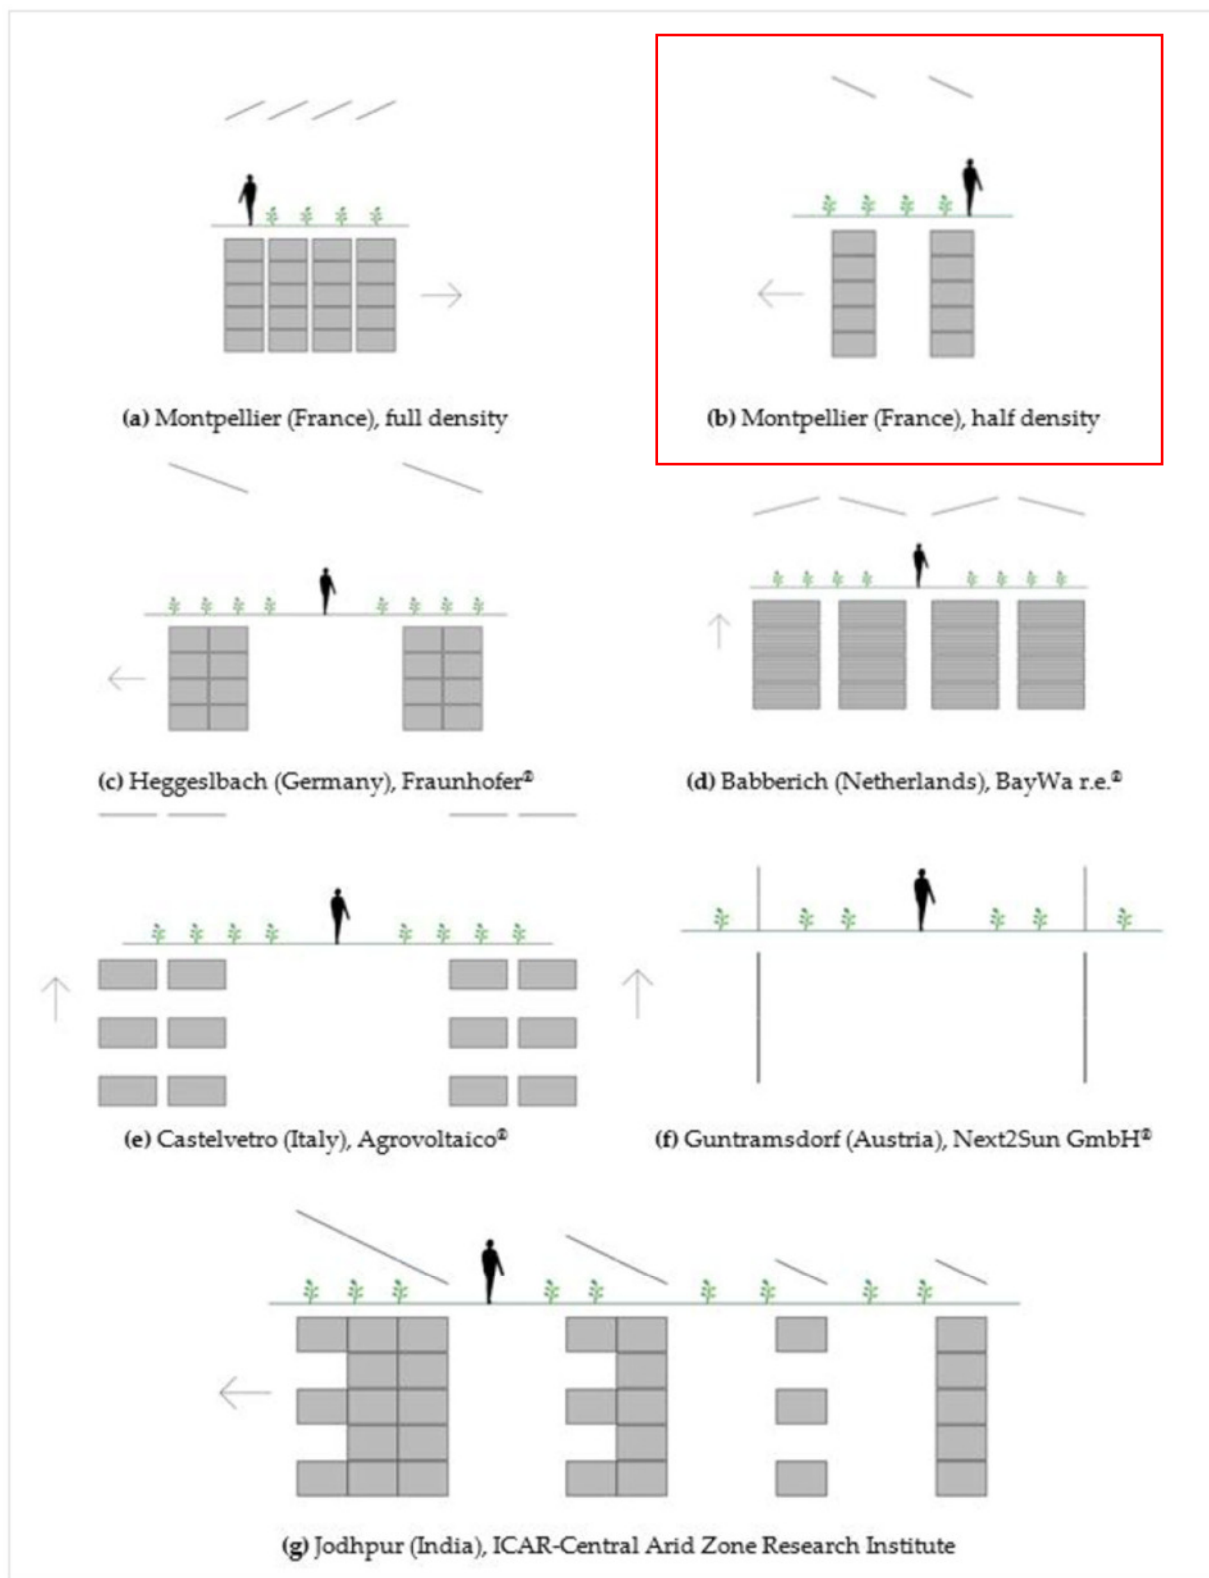 (a) Montpellier (France), full density
(b) Montpellier (France), half density
(c) Heggeslbach (Germany), Fraunhofer®
(d) Babberich (Netherlands), BayWa r.e.®
(e) Castelvetro (Italy), Agrovoltaico®
(f) Guntramsdorf (Austria), Next2Sun GmbH®
(g) Jodhpur (India), ICAR-Central Arid Zone Research Institute